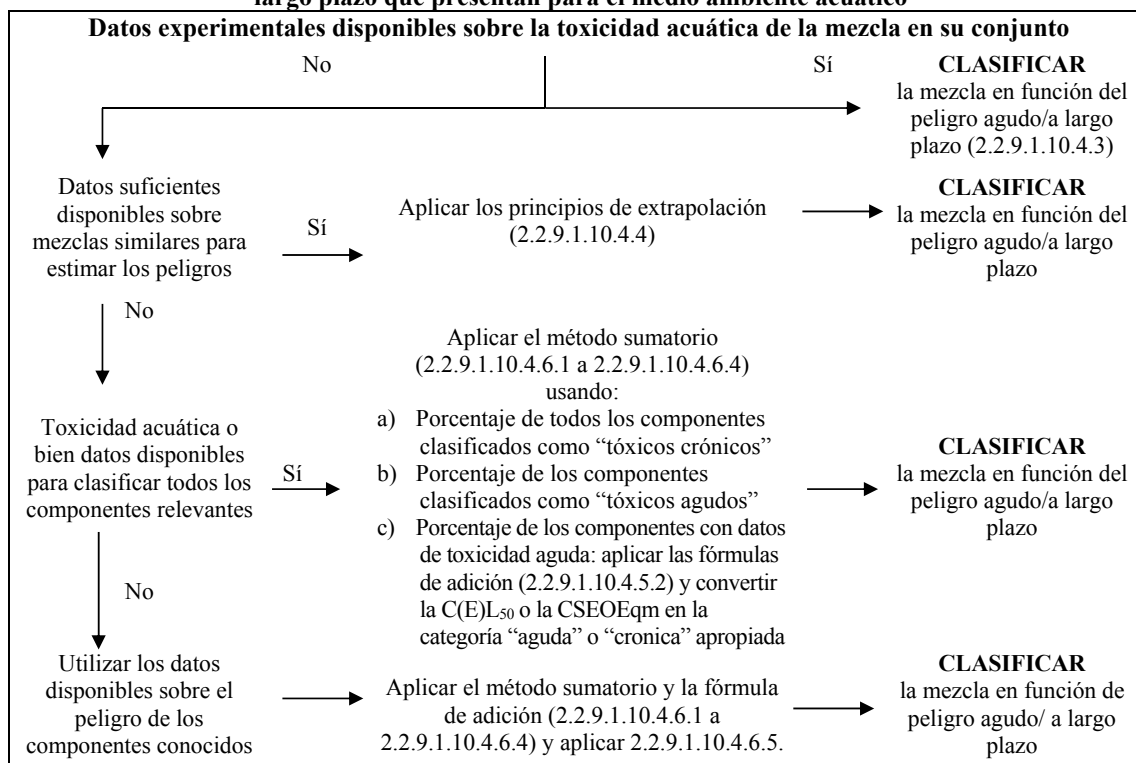 largo plazo que presentan para el medio ambiente acuático
Datos experimentales disponibles sobre la toxicidad acuática de la mezcla en su conjunto
No
Sí
CLASIFICAR
la mezcla en función del
peligro agudo/a largo
plazo (2.2.9.1.10.4.3)
Datos suficientes
disponibles sobre
mezclas similares para
estimar los peligros
Sí
Aplicar los principios de extrapolación
(2.2.9.1.10.4.4)
CLASIFICAR
la mezcla en función del
peligro agudo/a largo
plazo
No
Toxicidad acuática o
bien datos disponibles
para clasificar todos los
componentes relevantes
Sí
Aplicar el método sumatorio
(2.2.9.1.10.4.6.1 a 2.2.9.1.10.4.6.4)
usando:
a) Porcentaje de todos los componentes
clasificados como “tóxicos crónicos”
b) Porcentaje de los componentes
clasificados como “tóxicos agudos”
c) Porcentaje de los componentes con datos
de toxicidad aguda: aplicar las fórmulas
de adición (2.2.9.1.10.4.5.2) y convertir
la C(E)L₅₀ o la CSEOEqm en la
categoría “aguda” o “cronica” apropiada
CLASIFICAR
la mezcla en función del
peligro agudo/a largo
plazo
No
Utilizar los datos
disponibles sobre el
peligro de los
componentes conocidos
Aplicar el método sumatorio y la fórmula
de adición (2.2.9.1.10.4.6.1 a
2.2.9.1.10.4.6.4) y aplicar 2.2.9.1.10.4.6.5.
CLASIFICAR
la mezcla en función de
peligro agudo/ a largo
plazo